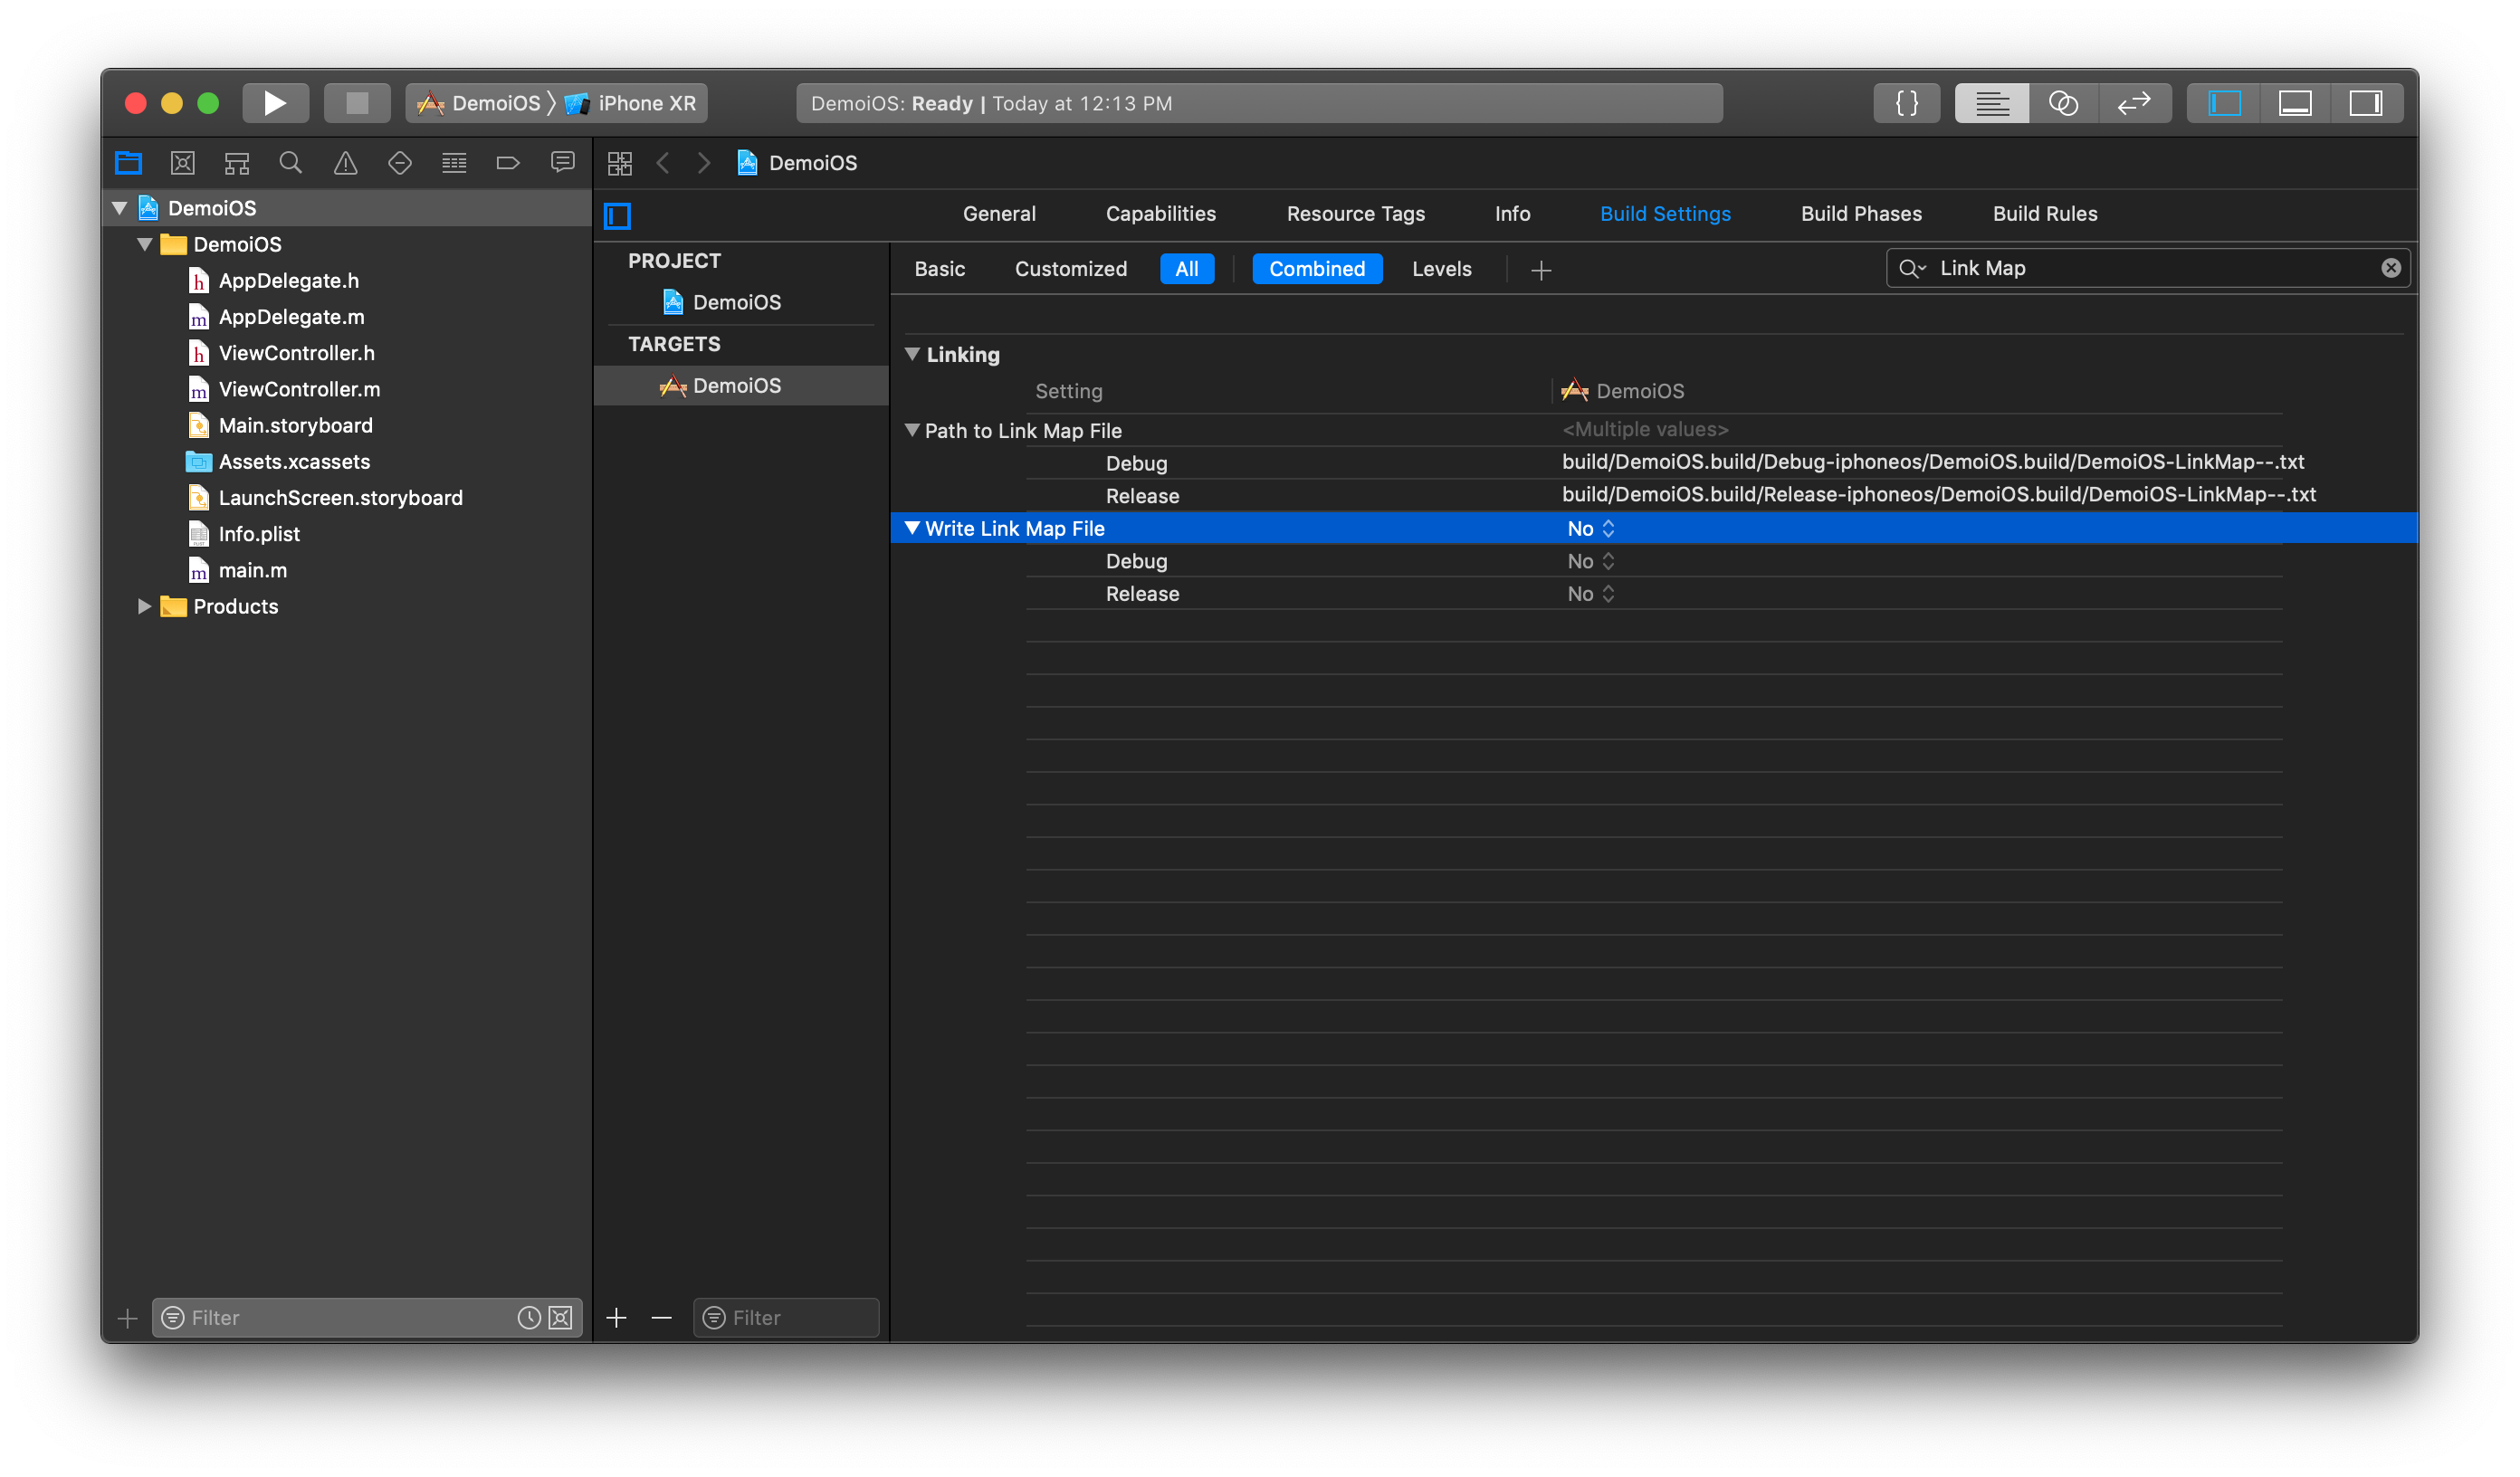 DemoiOS 〉 iPhone XR
DemoiOS: Ready | Today at 12:13 PM
{ }
DemoiOS
DemoiOS
AppDelegate.h
AppDelegate.m
ViewController.h
ViewController.m
Main.storyboard
Assets.xcassets
LaunchScreen.storyboard
Info.plist
main.m
Products
Filter
DemoiOS
General Capabilities Resource Tags Info Build Settings Build Phases Build Rules
PROJECT
DemoiOS
TARGETS
DemoiOS
Filter
Basic Customized All Combined Levels Link Map
Linking
Setting DemoiOS
Path to Link Map File <Multiple values>
Debug build/DemoiOS.build/Debug-iphoneos/DemoiOS.build/DemoiOS-LinkMap--.txt
Release build/DemoiOS.build/Release-iphoneos/DemoiOS.build/DemoiOS-LinkMap--.txt
Write Link Map File No
Debug No
Release No